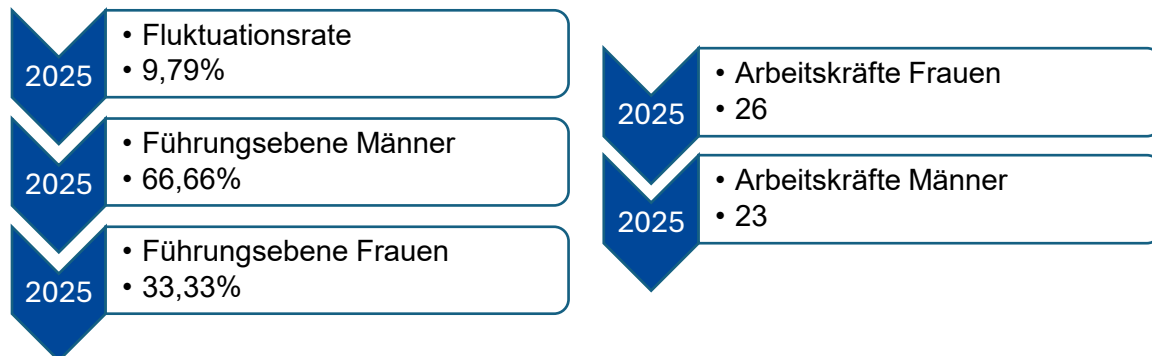 2025
• Fluktuationsrate
• 9,79%
2025
• Führungsebene Männer
• 66,66%
2025
• Führungsebene Frauen
• 33,33%
2025
• Arbeitskräfte Frauen
• 26
2025
• Arbeitskräfte Männer
• 23